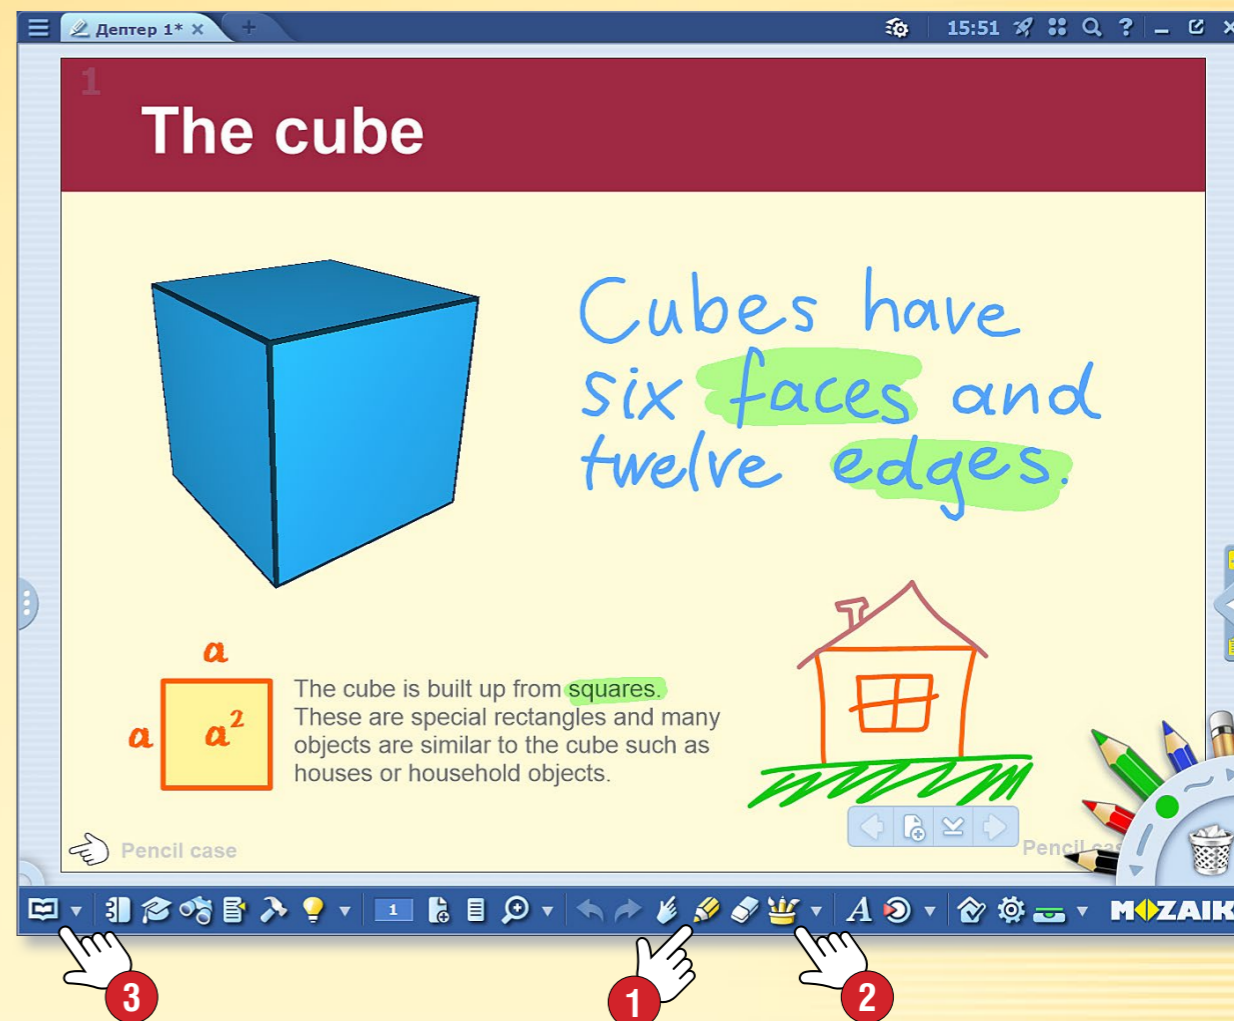 Дептер 1*
15:51
1
The cube
Cubes have
six faces and
twelve edges.
a
a
a²
The cube is built up from squares.
These are special rectangles and many
objects are similar to the cube such as
houses or household objects.
Pencil case
Pencil
1
A
MOZAIK
3
1
2